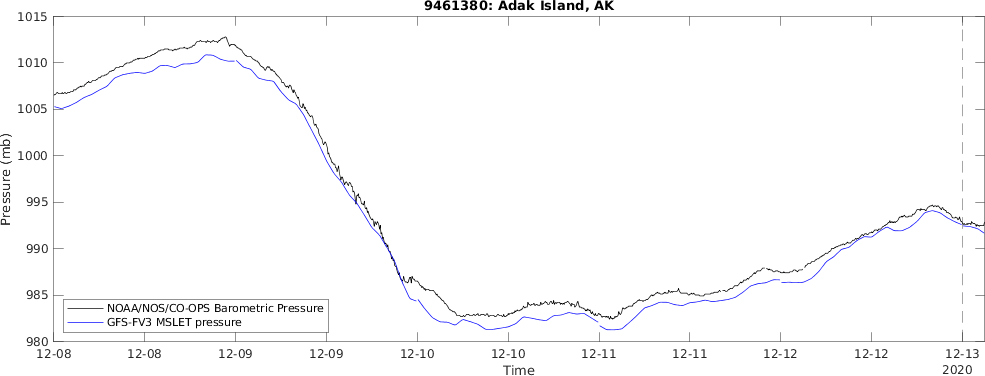 9461380: Adak Island, AK
Pressure (mb)
1015
1010
1005
1000
995
990
985
980
NOAA/NOS/CO-OPS Barometric Pressure
GFS-FV3 MSLET pressure
12-08 12-08 12-09 12-09 12-10 12-10 12-11 12-11 12-12 12-12 12-13
Time 2020